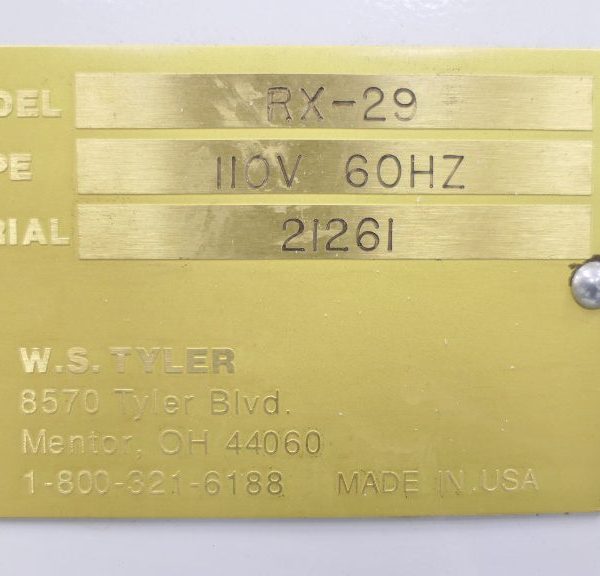 DEL RX-29
PE 110V 60HZ
RIAL 21261
W.S. TYLER
8570 Tyler Blvd.
Mentor, OH 44060
1-800-321-6188 MADE IN USA